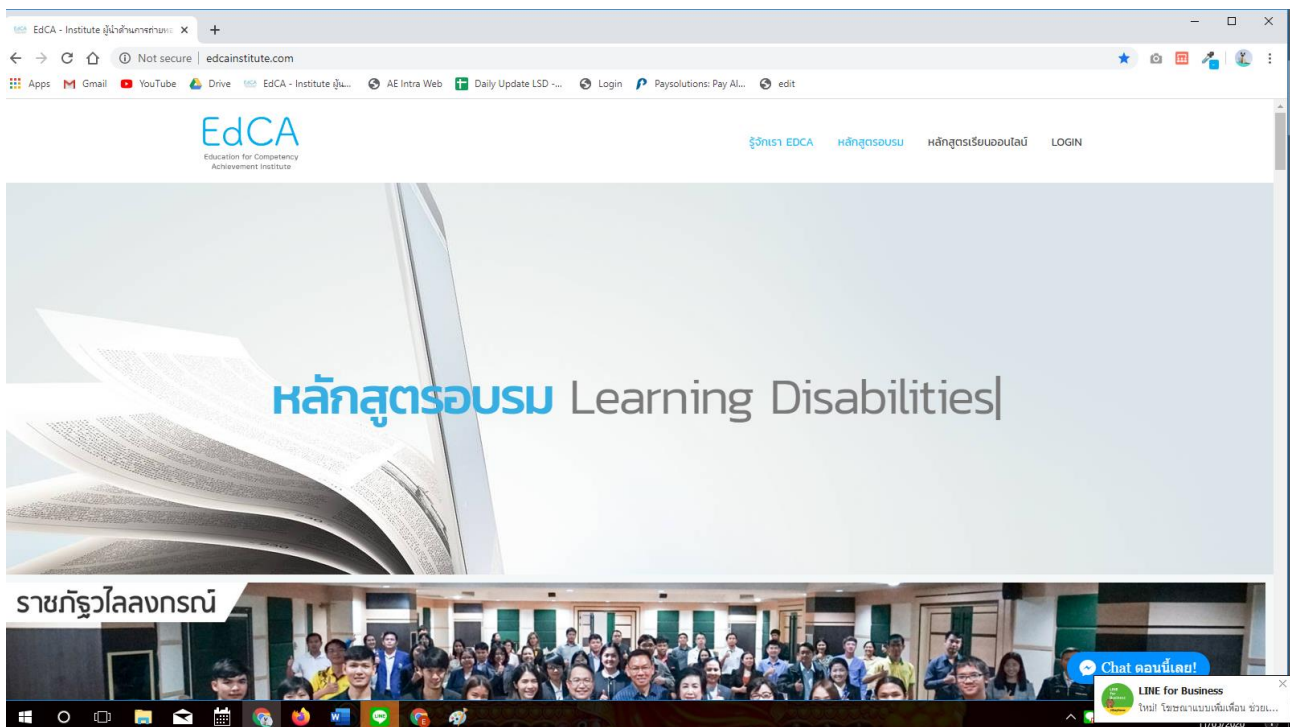 EdCA - Institute ผู้นำด้านการถ่ายทอ
Not secure | edcainstitute.com
Apps Gmail YouTube Drive EdCA - Institute ผู้น... AE Intra Web Daily Update LSD -... Login Paysolutions: Pay Al... edit
EdCA
Education for Competency
Achievement Institute
รู้จักเรา EDCA หลักสูตรอบรม หลักสูตรเรียนออนไลน์ LOGIN
หลักสูตรอบรม Learning Disabilities|
ราชภัฏวไลลงกรณ์
Chat ตอนนี้เลย!
LINE for Business
ใหม่! โฆษณาแบบเพิ่มเพื่อน ช่วยเ...
11/03/2020